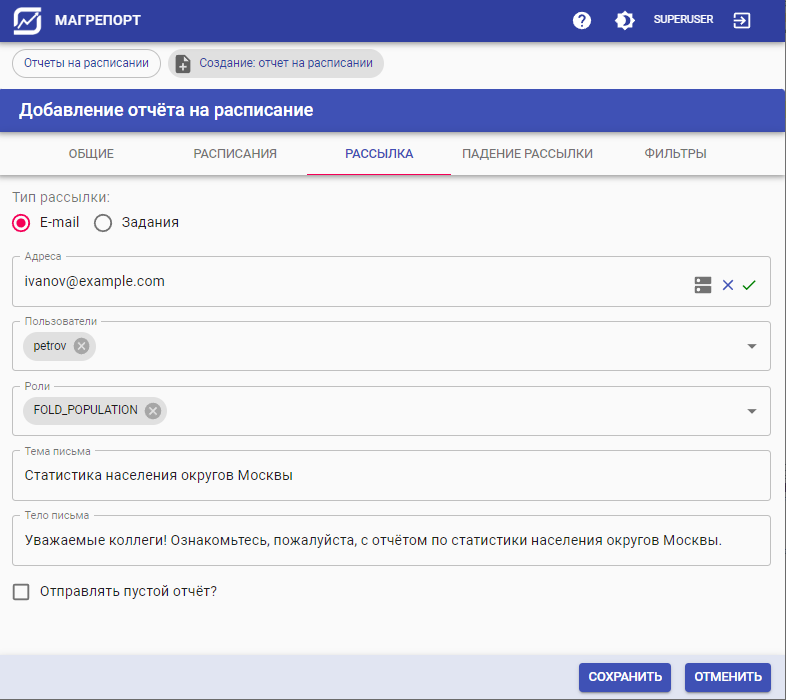 МАГРЕПОРТ
SUPERUSER
Отчеты на расписании
Создание: отчет на расписании
Добавление отчёта на расписание
ОБЩИЕ РАСПИСАНИЯ РАССЫЛКА ПАДЕНИЕ РАССЫЛКИ ФИЛЬТРЫ
Тип рассылки:
E-mail Задания
Адреса
ivanov@example.com
Пользователи
petrov
Роли
FOLD_POPULATION
Тема письма
Статистика населения округов Москвы
Тело письма
Уважаемые коллеги! Ознакомьтесь, пожалуйста, с отчётом по статистики населения округов Москвы.
Отправлять пустой отчёт?
СОХРАНИТЬ ОТМЕНИТЬ